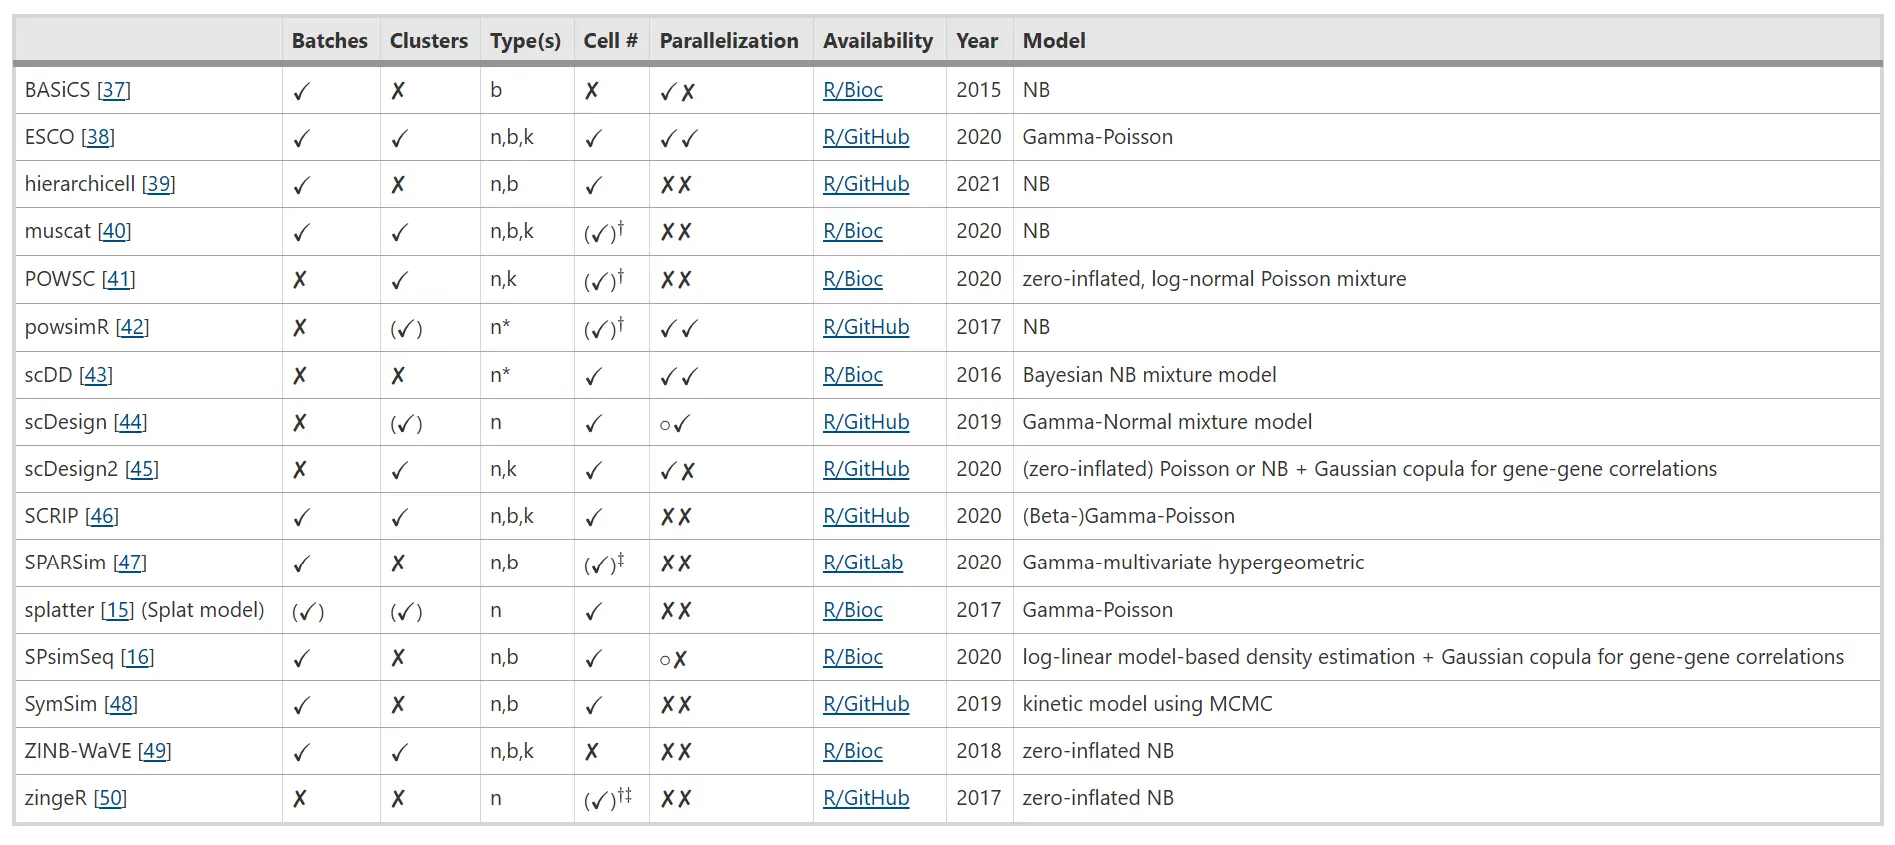 Batches Clusters Type(s) Cell # Parallelization Availability Year Model
BASiCS [37] ✓ ✗ b ✗ ✓✗ R/Bioc 2015 NB
ESCO [38] ✓ ✓ n,b,k ✓ ✓✓ R/GitHub 2020 Gamma-Poisson
hierarchicell [39] ✓ ✗ n,b ✓ ✗✗ R/GitHub 2021 NB
muscat [40] ✓ ✓ n,b,k (✓)† ✗✗ R/Bioc 2020 NB
POWSC [41] ✗ ✓ n,k (✓)† ✗✗ R/Bioc 2020 zero-inflated, log-normal Poisson mixture
powsimR [42] ✗ (✓) n* (✓)† ✓✓ R/GitHub 2017 NB
scDD [43] ✗ ✗ n* ✓ ✓✓ R/Bioc 2016 Bayesian NB mixture model
scDesign [44] ✗ (✓) n ✓ ○✓ R/GitHub 2019 Gamma-Normal mixture model
scDesign2 [45] ✗ ✓ n,k ✓ ✓✗ R/GitHub 2020 (zero-inflated) Poisson or NB + Gaussian copula for gene-gene correlations
SCRIP [46] ✓ ✓ n,b,k ✓ ✗✗ R/GitHub 2020 (Beta-)Gamma-Poisson
SPARSim [47] ✓ ✗ n,b (✓)‡ ✗✗ R/GitLab 2020 Gamma-multivariate hypergeometric
splatter [15] (Splat model) (✓) (✓) n ✓ ✗✗ R/Bioc 2017 Gamma-Poisson
SPsimSeq [16] ✓ ✗ n,b ✓ ○✗ R/Bioc 2020 log-linear model-based density estimation + Gaussian copula for gene-gene correlations
SymSim [48] ✓ ✗ n,b ✓ ✗✗ R/GitHub 2019 kinetic model using MCMC
ZINB-WaVE [49] ✓ ✓ n,b,k ✗ ✗✗ R/Bioc 2018 zero-inflated NB
zingeR [50] ✗ ✗ n (✓)†‡ ✗✗ R/GitHub 2017 zero-inflated NB